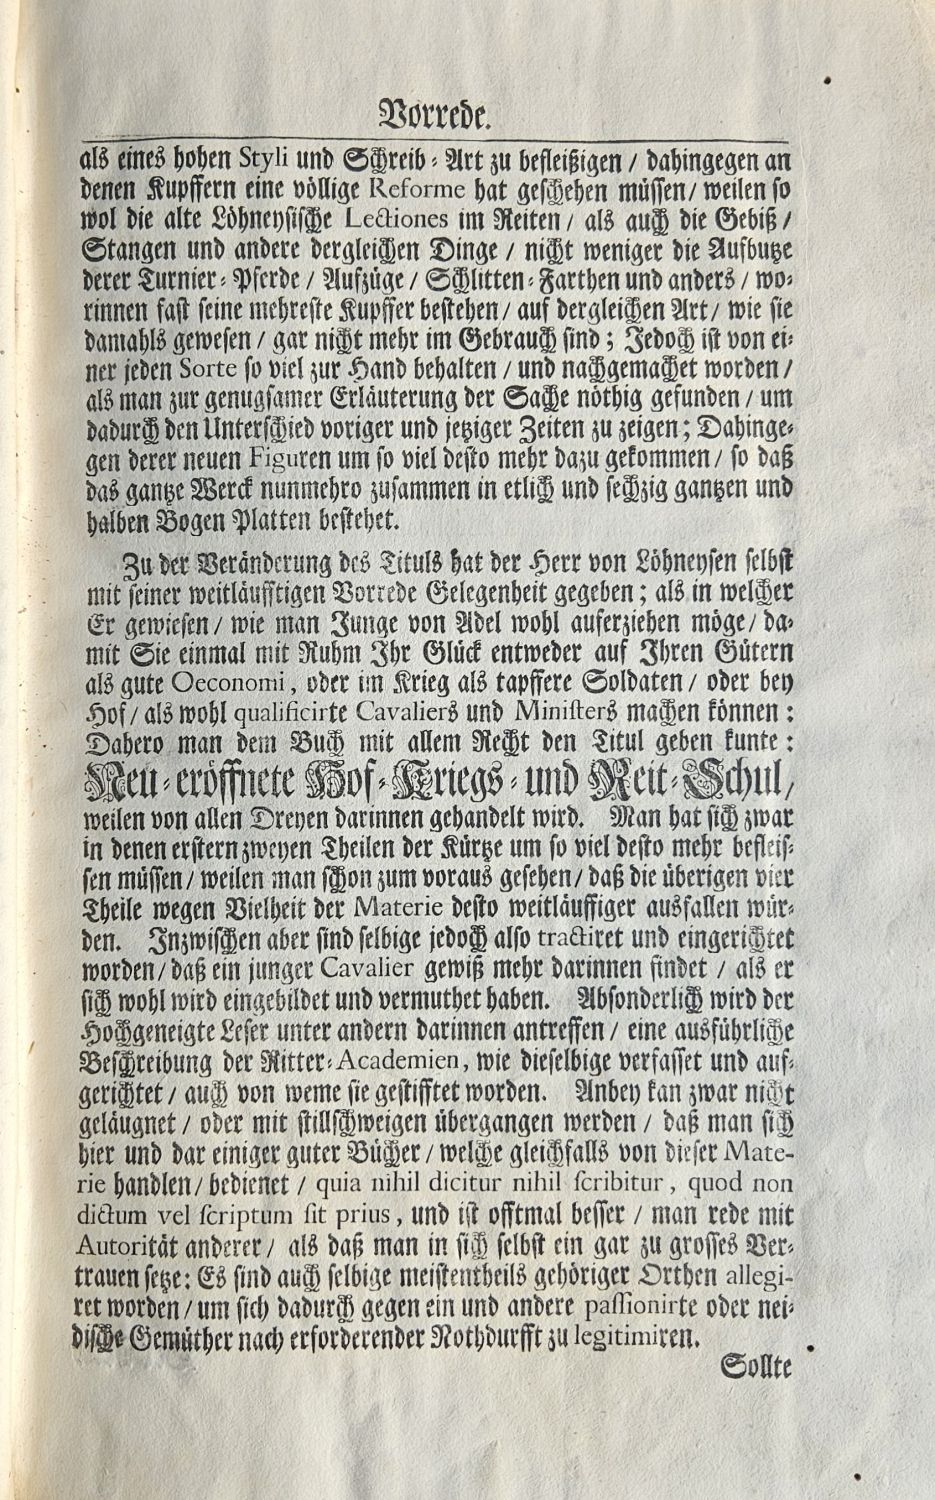 Vorrede.
als eines hohen Styli und Schreib-Art zu befleißigen / dahingegen an
denen Kupffern eine völlige Reforme hat geschehen müssen / weilen so
wol die alte Löhneysische Lectiones im Reiten / als auch die Gebiß /
Stangen und andere dergleichen Dinge / nicht weniger die Aufbutze
derer Turnier-Pferde / Aufzüge / Schlitten-Farthen und anders / wo-
rinnen fast seine mehreste Kupffer bestehen / auf dergleichen Art / wie sie
damahls gewesen / gar nicht mehr im Gebrauch sind ; Jedoch ist von ei-
ner jeden Sorte so viel zur Hand behalten / und nachgemachet worden /
als man zur genugsamer Erläuterung der Sache nöthig gefunden / um
dadurch den Unterschied voriger und jetziger Zeiten zu zeigen ; Dahinge-
gen derer neuen Figuren um so viel desto mehr dazu gekommen / so daß
das gantze Werck nunmehro zusammen in etlich und sechzig gantzen und
halben Bogen Platten bestehet.
Zu der Veränderung des Tituls hat der Herr von Löhneysen selbst
mit seiner weitläufftigen Vorrede Gelegenheit gegeben ; als in welcher
Er gewiesen / wie man Junge von Adel wohl auferziehen möge / da-
mit Sie einmal mit Ruhm Ihr Glück entweder auf Ihren Gütern
als gute Oeconomi, oder im Krieg als tapffere Soldaten / oder bey
Hof / als wohl qualificirte Cavaliers und Ministers machen können :
Dahero man dem Buch mit allem Recht den Titul geben kunte :
Neu-eröffnete Hof-Kriegs- und Reit-Schul,
weilen von allen Dreyen darinnen gehandelt wird. Man hat sich zwar
in denen erstern zweyen Theilen der Kürtze um so viel desto mehr befleis-
sen müssen / weilen man schon zum voraus gesehen / daß die überigen vier
Theile wegen Vielheit der Materie desto weitläuffiger ausfallen wür-
den. Inzwischen aber sind selbige jedoch also tractiret und eingerichtet
worden / daß ein junger Cavalier gewiß mehr darinnen findet / als er
sich wohl wird eingebildet und vermuthet haben. Absonderlich wird der
Hochgeneigte Leser unter andern darinnen antreffen / eine ausführliche
Beschreibung der Ritter-Academien, wie dieselbige verfasset und auf-
gerichtet / auch von weme sie gestifftet worden. Anbey kan zwar nicht
geläugnet / oder mit stillschweigen übergangen werden / daß man sich
hier und dar einiger guter Bücher / welche gleichfalls von dieser Mate-
rie handlen / bedienet / quia nihil dicitur nihil scribitur, quod non
dictum vel scriptum sit prius, und ist offtmal besser / man rede mit
Autorität anderer / als daß man in sich selbst ein gar zu grosses Ver-
trauen setze: Es sind auch selbige meistentheils gehöriger Orthen allegi-
ret worden / um sich dadurch gegen ein und andere passionirte oder nei-
dische Gemüther nach erforderender Nothdurfft zu legitimiren.
Sollte